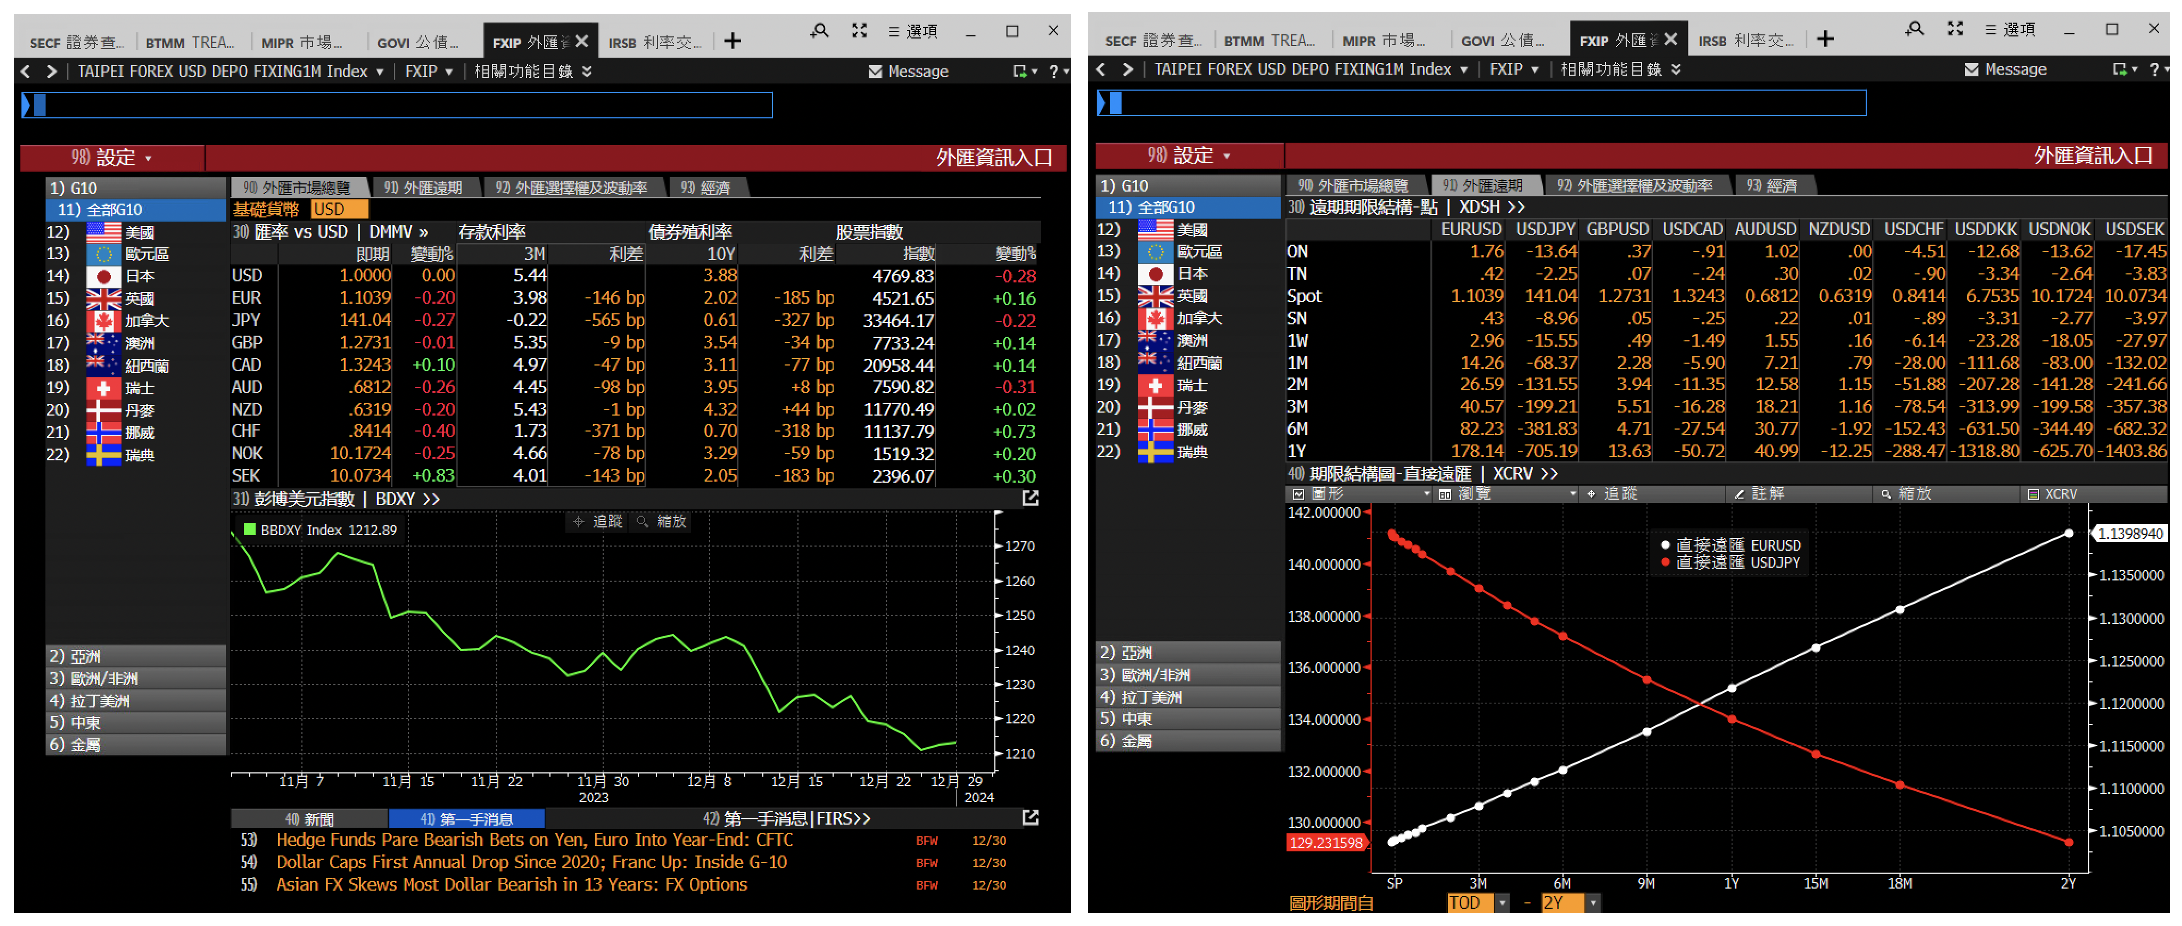 SECF 證券查... BTMM TREA... MIPR 市場... GOVI 公債... FXIP 外匯資 IRSB 利率交... 選項
TAIPEI FOREX USD DEPO FIXING1M Index FXIP 相關功能目錄 Message ?
98) 設定 外匯資訊入口
1) G10
11) 全部G10
12) 美國
13) 歐元區
14) 日本
15) 英國
16) 加拿大
17) 澳洲
18) 紐西蘭
19) 瑞士
20) 丹麥
21) 挪威
22) 瑞典
2) 亞洲
3) 歐洲/非洲
4) 拉丁美洲
5) 中東
6) 金屬
90) 外匯市場總覽 91) 外匯遠期 92) 外匯選擇權及波動率 93) 經濟
基礎貨幣 USD
30) 匯率 vs USD | DMMV » 存款利率 債券殖利率 股票指數
即期 變動% 3M 利差 10Y 利差 指數 變動%
USD 1.0000 0.00 5.44 3.88 4769.83 -0.28
EUR 1.1039 -0.20 3.98 -146 bp 2.02 -185 bp 4521.65 +0.16
JPY 141.04 -0.27 -0.22 -565 bp 0.61 -327 bp 33464.17 -0.22
GBP 1.2731 -0.01 5.35 -9 bp 3.54 -34 bp 7733.24 +0.14
CAD 1.3243 +0.10 4.97 -47 bp 3.11 -77 bp 20958.44 +0.14
AUD .6812 -0.26 4.45 -98 bp 3.95 +8 bp 7590.82 -0.31
NZD .6319 -0.20 5.43 -1 bp 4.32 +44 bp 11770.49 +0.02
CHF .8414 -0.40 1.73 -371 bp 0.70 -318 bp 11137.79 +0.73
NOK 10.1724 -0.25 4.66 -78 bp 3.29 -59 bp 1519.32 +0.20
SEK 10.0734 +0.83 4.01 -143 bp 2.05 -183 bp 2396.07 +0.30
31) 彭博美元指數 | BDXY >>
BBDXY Index 1212.89 追蹤 縮放
1270
1260
1250
1240
1230
1220
1210
11月 7 11月 15 11月 22 11月 30 12月 8 12月 15 12月 22 12月 29
2023 2024
40) 新聞 41) 第一手消息 42) 第一手消息|FIRS>>
53) Hedge Funds Pare Bearish Bets on Yen, Euro Into Year-End: CFTC BFW 12/30
54) Dollar Caps First Annual Drop Since 2020; Franc Up: Inside G-10 BFW 12/30
55) Asian FX Skews Most Dollar Bearish in 13 Years: FX Options BFW 12/30
SECF 證券查... BTMM TREA... MIPR 市場... GOVI 公債... FXIP 外匯資 IRSB 利率交... 選項
TAIPEI FOREX USD DEPO FIXING1M Index FXIP 相關功能目錄 Message ?
98) 設定 外匯資訊入口
1) G10
11) 全部G10
12) 美國
13) 歐元區
14) 日本
15) 英國
16) 加拿大
17) 澳洲
18) 紐西蘭
19) 瑞士
20) 丹麥
21) 挪威
22) 瑞典
2) 亞洲
3) 歐洲/非洲
4) 拉丁美洲
5) 中東
6) 金屬
90) 外匯市場總覽 91) 外匯遠期 92) 外匯選擇權及波動率 93) 經濟
30) 遠期期限結構-點 | XDSH >>
EURUSD USDJPY GBPUSD USDCAD AUDUSD NZDUSD USDCHF USDDKK USDNOK USDSEK
ON 1.76 -13.64 .37 -.91 1.02 .00 -4.51 -12.68 -13.62 -17.45
TN .42 -2.25 .07 -.24 .30 .02 -.90 -3.34 -2.64 -3.83
Spot 1.1039 141.04 1.2731 1.3243 0.6812 0.6319 0.8414 6.7535 10.1724 10.0734
SN .43 -8.96 .05 -.25 .22 .01 -.89 -3.31 -2.77 -3.97
1W 2.96 -15.55 .49 -1.49 1.55 .16 -6.14 -23.28 -18.05 -27.97
1M 14.26 -68.37 2.28 -5.90 7.21 .79 -28.00 -111.68 -83.00 -132.02
2M 26.59 -131.55 3.94 -11.35 12.58 1.15 -51.88 -207.28 -141.28 -241.66
3M 40.57 -199.21 5.51 -16.28 18.21 1.16 -78.54 -313.99 -199.58 -357.38
6M 82.23 -381.83 4.71 -27.54 30.77 -1.92 -152.43 -631.50 -344.49 -682.32
1Y 178.14 -705.19 13.63 -50.72 40.99 -12.25 -288.47 -1318.80 -625.70 -1403.86
40) 期限結構圖-直接遠匯 | XCRV >>
圖形 瀏覽 追蹤 註解 縮放 XCRV
直接遠匯 EURUSD
直接遠匯 USDJPY
142.000000
140.000000
138.000000
136.000000
134.000000
132.000000
130.000000
129.231598
1.1398940
1.1350000
1.1300000
1.1250000
1.1200000
1.1150000
1.1100000
1.1050000
SP 3M 6M 9M 1Y 15M 18M 2Y
圖形期間自 TOD - 2Y